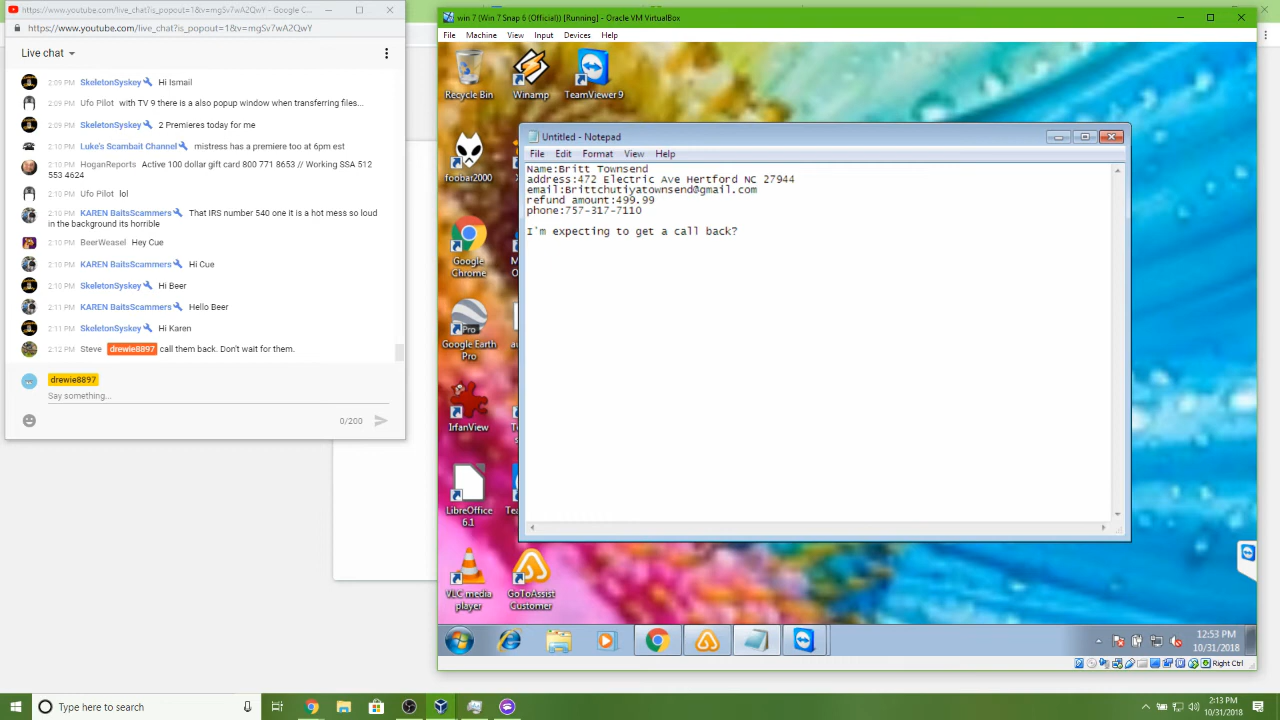 https://www.youtube.com/live_chat?is_popout=1&v=mgSv7wA2QwY - Google C...
https://www.youtube.com/live_chat?is_popout=1&v=mgSv7wA2QwY
Live chat
2:09 PM SkeletonSyskey Hi Ismail
2:09 PM Ufo Pilot with TV 9 there is a also popup window when transferring files...
2:09 PM SkeletonSyskey 2 Premieres today for me
2:10 PM Luke's Scambait Channel mistress has a premiere too at 6pm est
2:10 PM HoganReports Active 100 dollar gift card 800 771 8653 // Working SSA 512
553 4624
2:10 PM Ufo Pilot lol
2:10 PM KAREN BaitsScammers That IRS number 540 one it is a hot mess so loud
in the background its horrible
2:10 PM BeerWeasel Hey Cue
2:10 PM KAREN BaitsScammers Hi Cue
2:10 PM SkeletonSyskey Hi Beer
2:11 PM KAREN BaitsScammers Hello Beer
2:11 PM SkeletonSyskey Hi Karen
2:12 PM Steve drewie8897 call them back. Don't wait for them.
drewie8897
Say something...
0/200
win 7 (Win 7 Snap 6 (Official)) [Running] - Oracle VM VirtualBox
File Machine View Input Devices Help
Recycle Bin
Winamp
TeamViewer 9
foobar2000
Google
Chrome
Google Earth
Pro
IrfanView
LibreOffice
6.1
VLC media
player
GoToAssist
Customer
Untitled - Notepad
File Edit Format View Help
Name:Britt Townsend
address:472 Electric Ave Hertford NC 27944
email:Brittchutiyatownsend@gmail.com
refund amount:499.99
phone:757-317-7110
I'm expecting to get a call back?
12:53 PM
10/31/2018
Right Ctrl
Type here to search
2:13 PM
10/31/2018